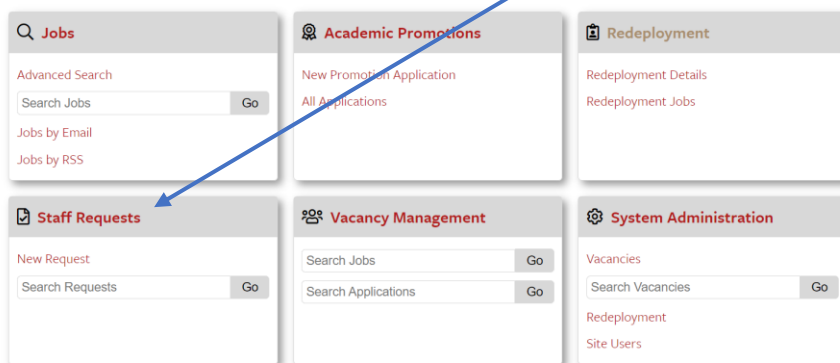 Jobs
Advanced Search
Search Jobs Go
Jobs by Email
Jobs by RSS
Academic Promotions
New Promotion Application
All Applications
Redeployment
Redeployment Details
Redeployment Jobs
Staff Requests
New Request
Search Requests Go
Vacancy Management
Search Jobs Go
Search Applications Go
System Administration
Vacancies
Search Vacancies Go
Redeployment
Site Users